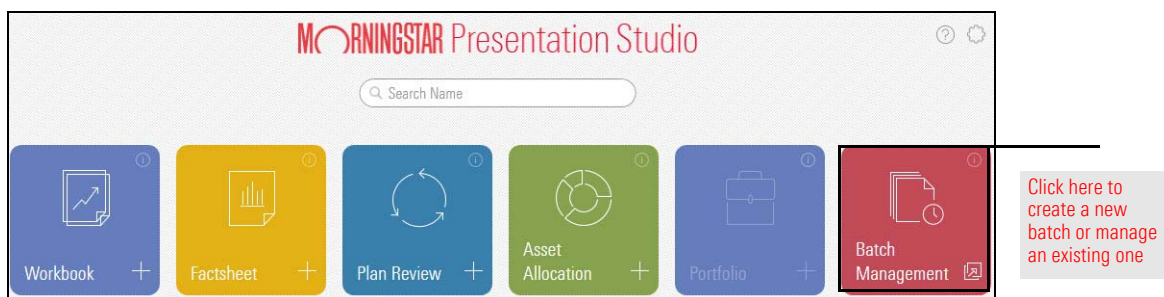 MORNINGSTAR Presentation Studio
Search Name
Workbook
Factsheet
Plan Review
Asset
Allocation
Portfolio
Batch
Management
Click here to
create a new
batch or manage
an existing one